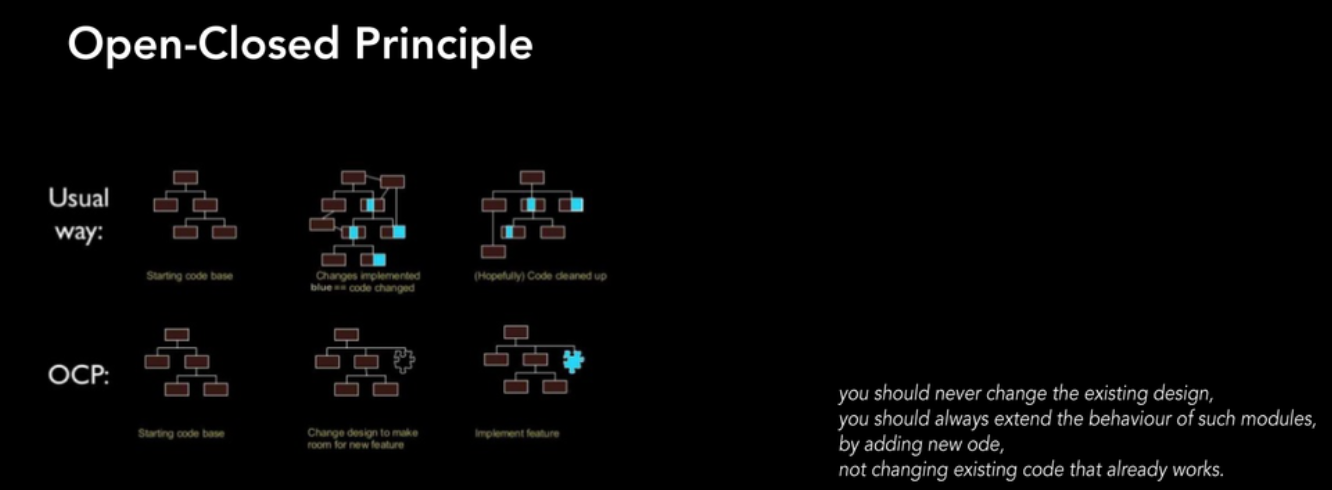 Open-Closed Principle
Usual
way:
Starting code base
Changes implemented
blue == code changed
(Hopefully) Code cleaned up
OCP:
Starting code base
Change design to make
room for new feature
Implement feature
you should never change the existing design,
you should always extend the behaviour of such modules,
by adding new ode,
not changing existing code that already works.